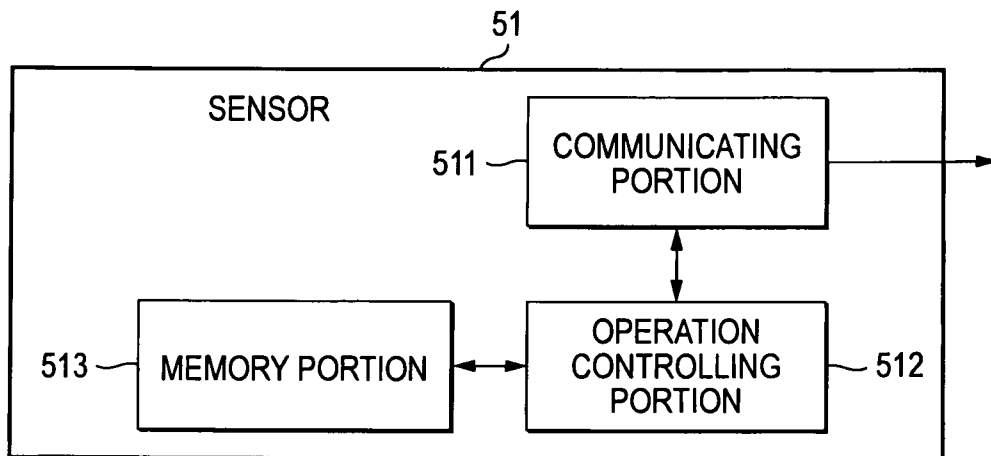 51
SENSOR
COMMUNICATING
PORTION
511
OPERATION
CONTROLLING
PORTION
512
MEMORY PORTION
513